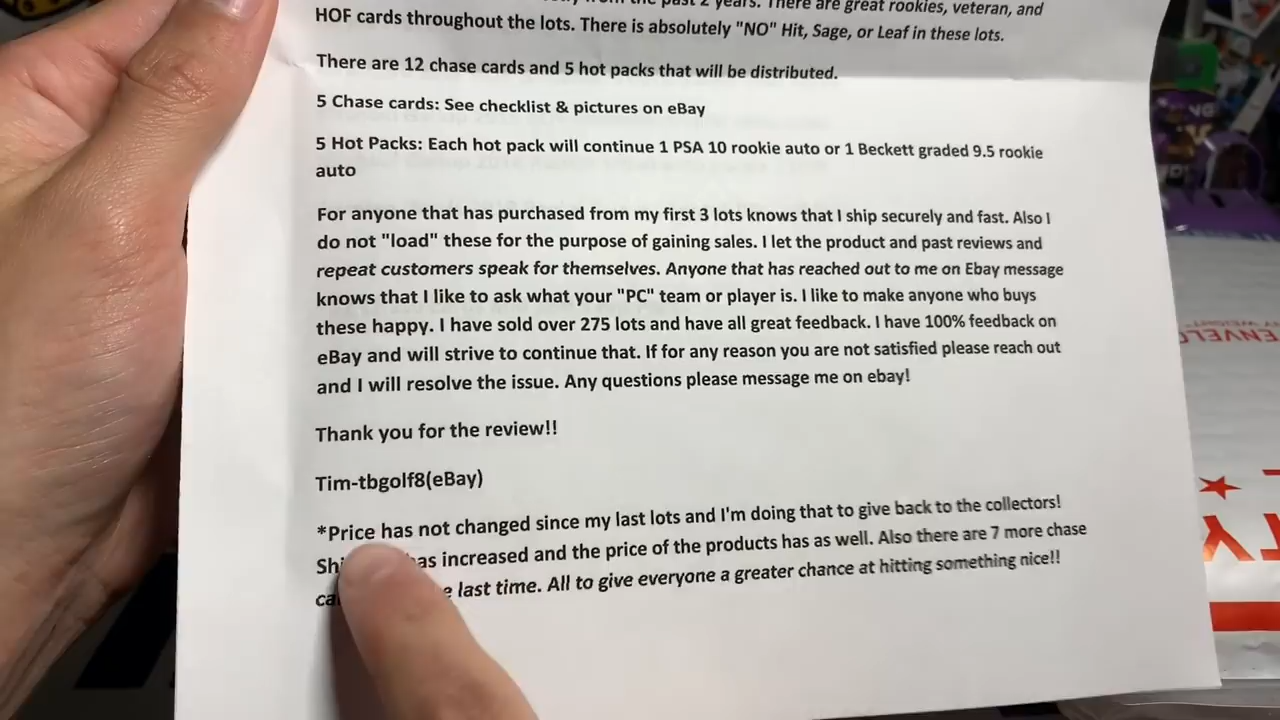 from the past 2 years. There are great rookies, veteran, and
HOF cards throughout the lots. There is absolutely "NO" Hit, Sage, or Leaf in these lots.
There are 12 chase cards and 5 hot packs that will be distributed.
5 Chase cards: See checklist & pictures on eBay
5 Hot Packs: Each hot pack will continue 1 PSA 10 rookie auto or 1 Beckett graded 9.5 rookie
auto
For anyone that has purchased from my first 3 lots knows that I ship securely and fast. Also I
do not "load" these for the purpose of gaining sales. I let the product and past reviews and
repeat customers speak for themselves. Anyone that has reached out to me on Ebay message
knows that I like to ask what your "PC" team or player is. I like to make anyone who buys
these happy. I have sold over 275 lots and have all great feedback. I have 100% feedback on
eBay and will strive to continue that. If for any reason you are not satisfied please reach out
and I will resolve the issue. Any questions please message me on ebay!
Thank you for the review!!
Tim-tbgolf8(eBay)
*Price has not changed since my last lots and I'm doing that to give back to the collectors!
increased and the price of the products has as well. Also there are 7 more chase
last time. All to give everyone a greater chance at hitting something nice!!